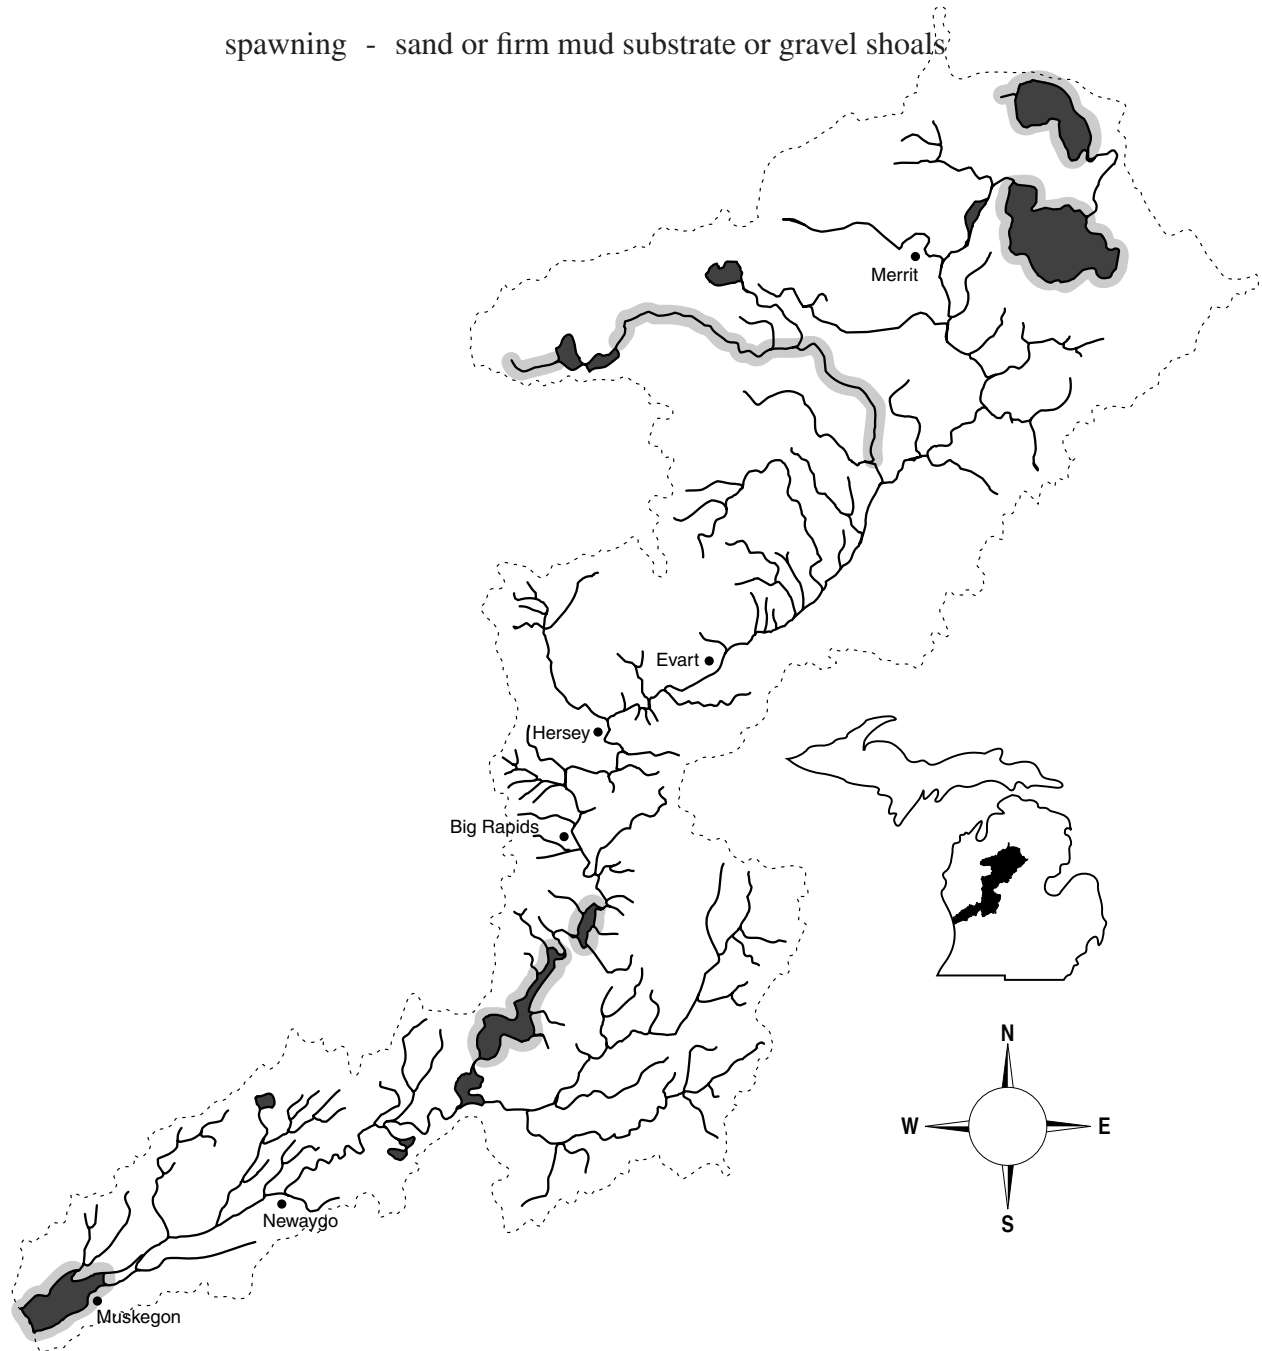 spawning - sand or firm mud substrate or gravel shoals
Merrit
Evart
Hersey
Big Rapids
N
W E
S
Newaygo
Muskegon